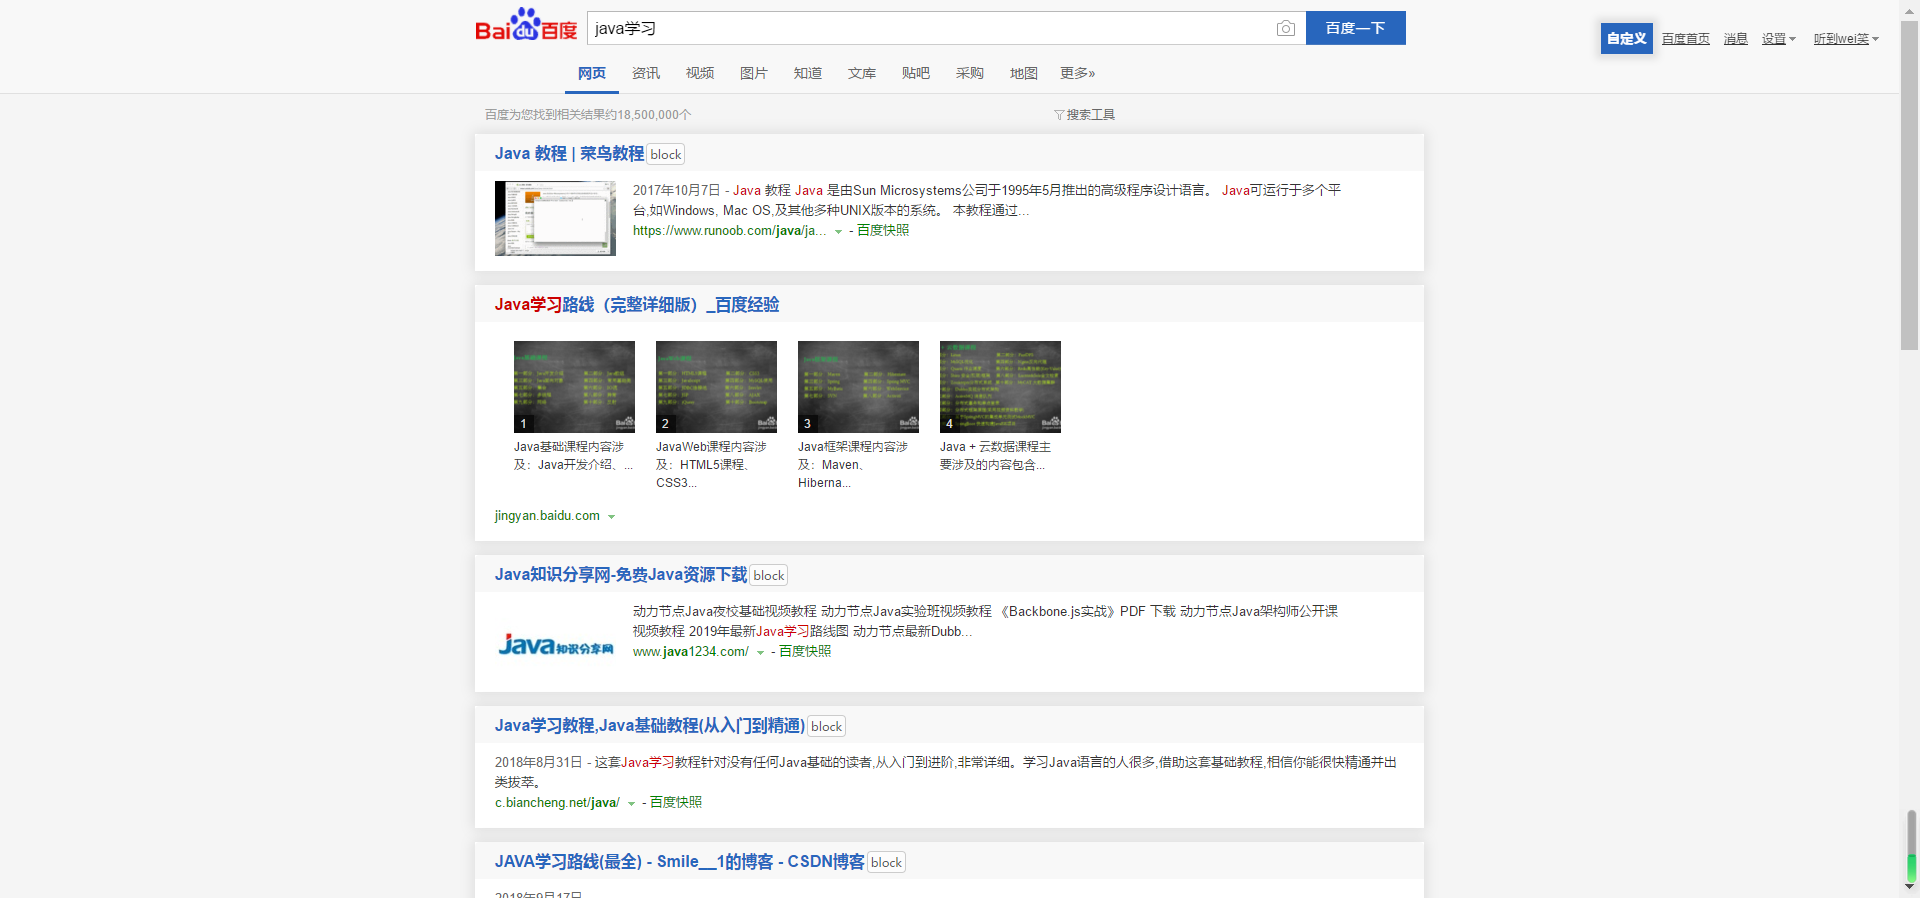 Bai du 百度
java学习
百度一下
自定义 百度首页 消息 设置 听到wei笑
网页 资讯 视频 图片 知道 文库 贴吧 采购 地图 更多»
百度为您找到相关结果约18,500,000个
搜索工具
Java 教程 | 菜鸟教程 block
2017年10月7日 - Java 教程 Java 是由Sun Microsystems公司于1995年5月推出的高级程序设计语言。 Java可运行于多个平
台,如Windows, Mac OS,及其他多种UNIX版本的系统。 本教程通过...
https://www.runoob.com/java/ja... - 百度快照
Java学习路线（完整详细版）_百度经验
1
Java基础课程内容涉
及：Java开发介绍、...
2
JavaWeb课程内容涉
及：HTML5课程、
CSS3...
3
Java框架课程内容涉
及：Maven、
Hiberna...
4
Java + 云数据课程主
要涉及的内容包含...
jingyan.baidu.com
Java知识分享网-免费Java资源下载 block
java知识分享网
动力节点Java夜校基础视频教程 动力节点Java实验班视频教程 《Backbone.js实战》PDF 下载 动力节点Java架构师公开课
视频教程 2019年最新Java学习路线图 动力节点最新Dubb...
www.java1234.com/ - 百度快照
Java学习教程,Java基础教程(从入门到精通) block
2018年8月31日 - 这套Java学习教程针对没有任何Java基础的读者,从入门到进阶,非常详细。学习Java语言的人很多,借助这套基础教程,相信你能很快精通并出
类拔萃。
c.biancheng.net/java/ - 百度快照
JAVA学习路线(最全) - Smile__1的博客 - CSDN博客 block
2018年9月17日